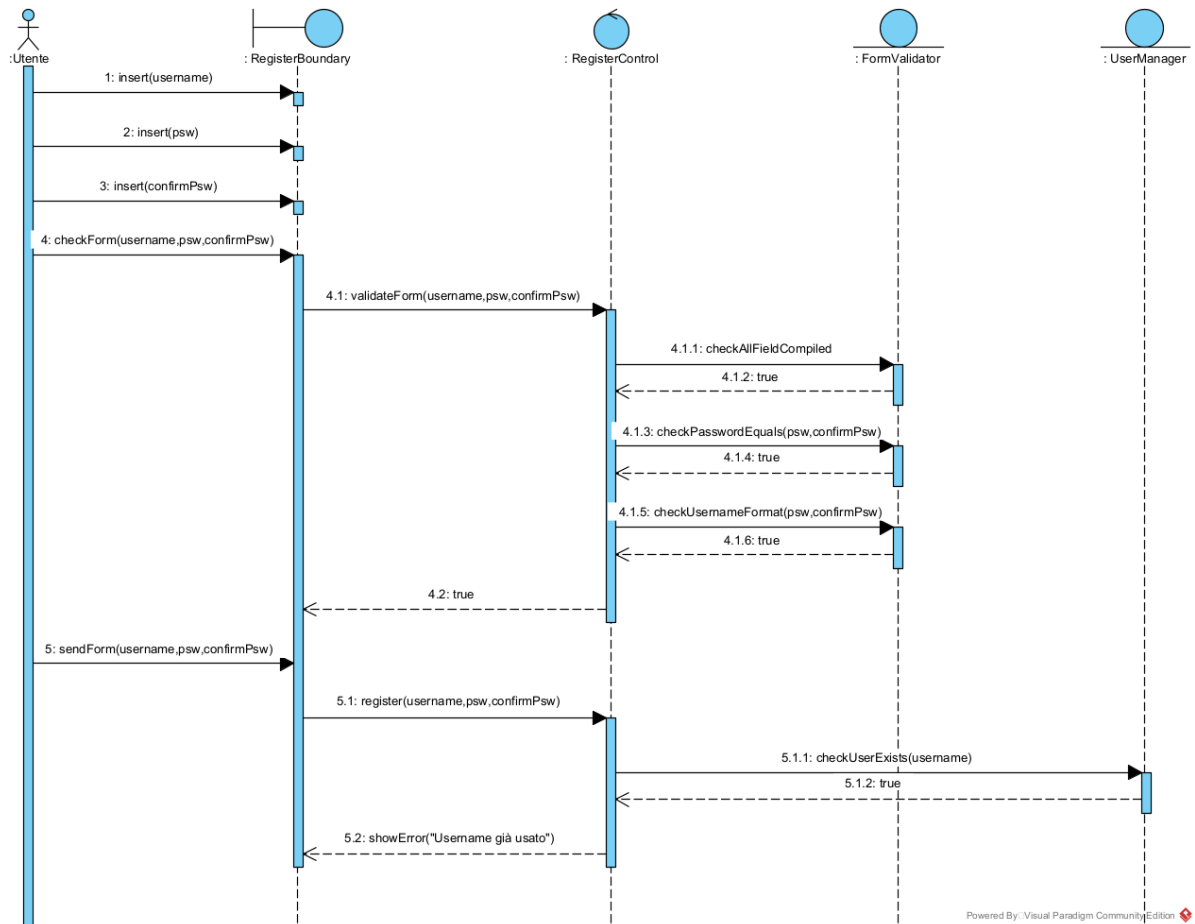 :Utente
: RegisterBoundary
: RegisterControl
: FormValidator
: UserManager
1: insert(username)
2: insert(psw)
3: insert(confirmPsw)
4: checkForm(username,psw,confirmPsw)
4.1: validateForm(username,psw,confirmPsw)
4.1.1: checkAllFieldCompiled
4.1.2: true
4.1.3: checkPasswordEquals(psw,confirmPsw)
4.1.4: true
4.1.5: checkUsernameFormat(psw,confirmPsw)
4.1.6: true
4.2: true
5: sendForm(username,psw,confirmPsw)
5.1: register(username,psw,confirmPsw)
5.1.1: checkUserExists(username)
5.1.2: true
5.2: showError("Username già usato")
Powered By Visual Paradigm Community Edition